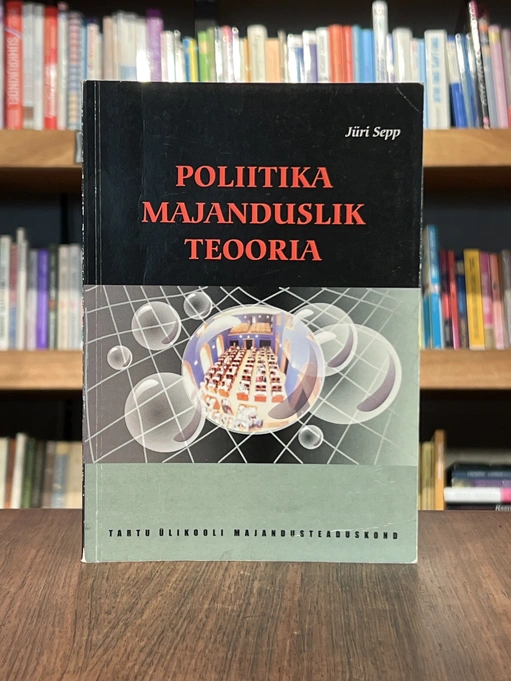 Jüri Sepp
POLIITIKA
MAJANDUSLIK
TEOORIA
TARTU ÜLIKOOLI MAJANDUSTEADUSKOND